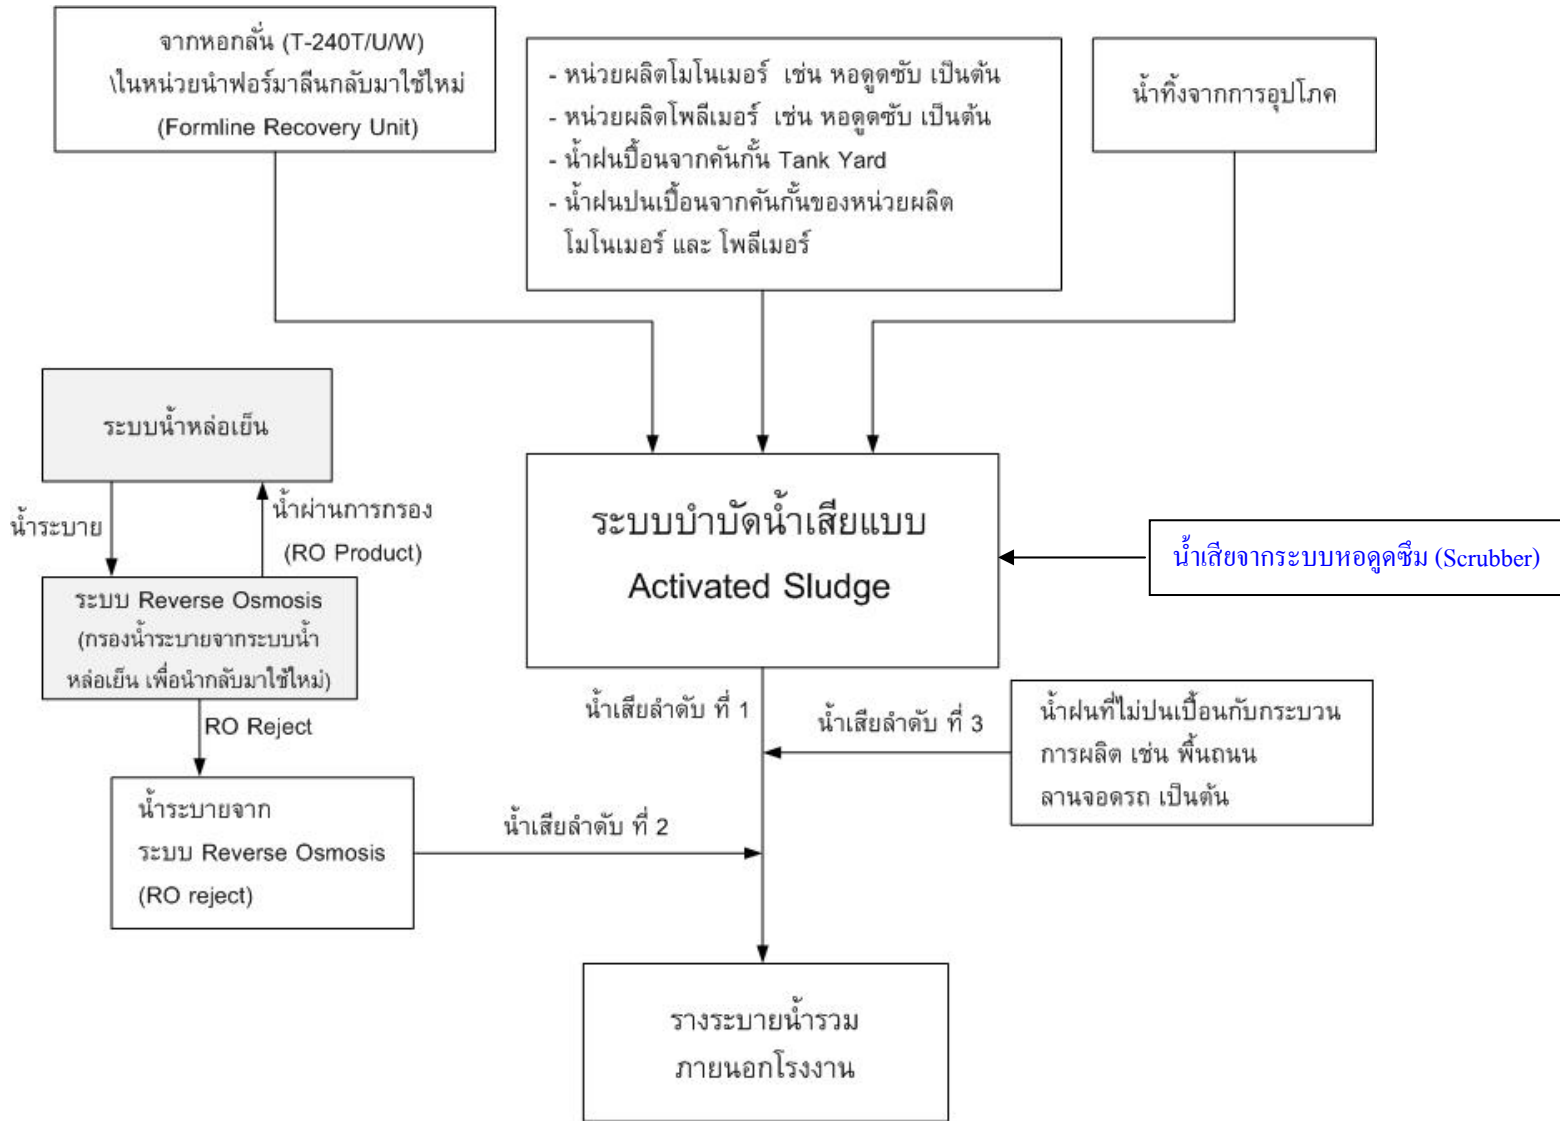 จากหอกลั่น (T-240T/U/W)
\ในหน่วยนำฟอร์มาลีนกลับมาใช้ใหม่
(Formline Recovery Unit)
- หน่วยผลิตโมโนเมอร์ เช่น หอดูดซับ เป็นต้น
- หน่วยผลิตโพลีเมอร์ เช่น หอดูดซับ เป็นต้น
- น้ำฝนปื้อนจากคันกั้น Tank Yard
- น้ำฝนปนเปื้อนจากคันกั้นของหน่วยผลิต
โมโนเมอร์ และ โพลีเมอร์
น้ำทิ้งจากการอุปโภค
ระบบน้ำหล่อเย็น
น้ำระบาย
น้ำผ่านการกรอง
(RO Product)
ระบบ Reverse Osmosis
(กรองน้ำระบายจากระบบน้ำ
หล่อเย็น เพื่อนำกลับมาใช้ใหม่)
RO Reject
น้ำระบายจาก
ระบบ Reverse Osmosis
(RO reject)
ระบบบำบัดน้ำเสียแบบ
Activated Sludge
น้ำเสียจากระบบหอดูดซึม (Scrubber)
น้ำเสียลำดับ ที่ 1
น้ำเสียลำดับ ที่ 3
น้ำฝนที่ไม่ปนเปื้อนกับกระบวน
การผลิต เช่น พื้นถนน
ลานจอดรถ เป็นต้น
น้ำเสียลำดับ ที่ 2
รางระบายน้ำรวม
ภายนอกโรงงาน